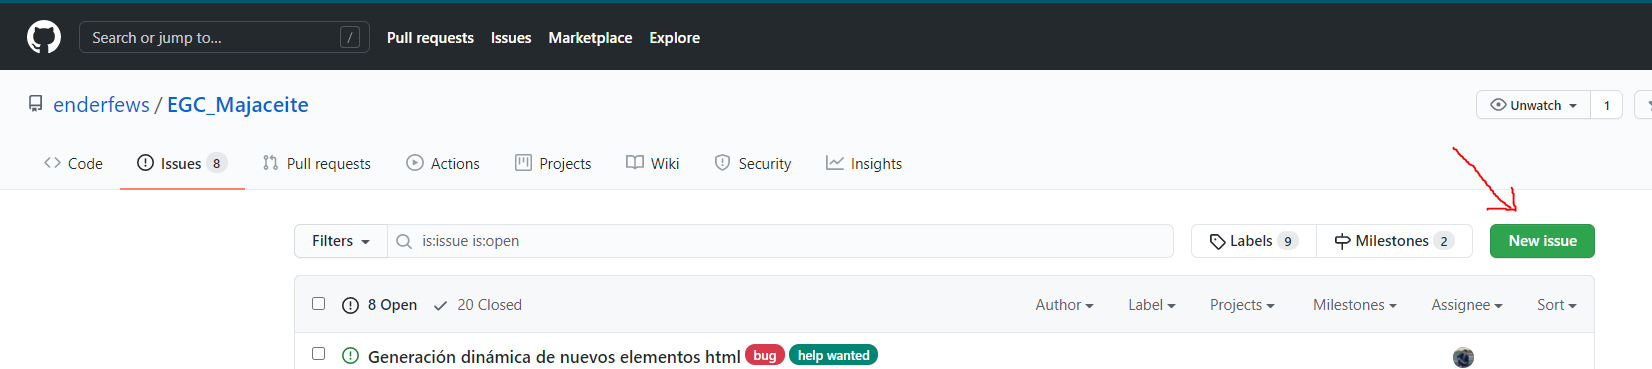 Search or jump to... / Pull requests Issues Marketplace Explore
enderfews / EGC_Majaceite Unwatch 1
Code Issues 8 Pull requests Actions Projects Wiki Security Insights
Filters is:issue is:open Labels 9 Milestones 2 New issue
8 Open 20 Closed Author Label Projects Milestones Assignee Sort
Generación dinámica de nuevos elementos html bug help wanted